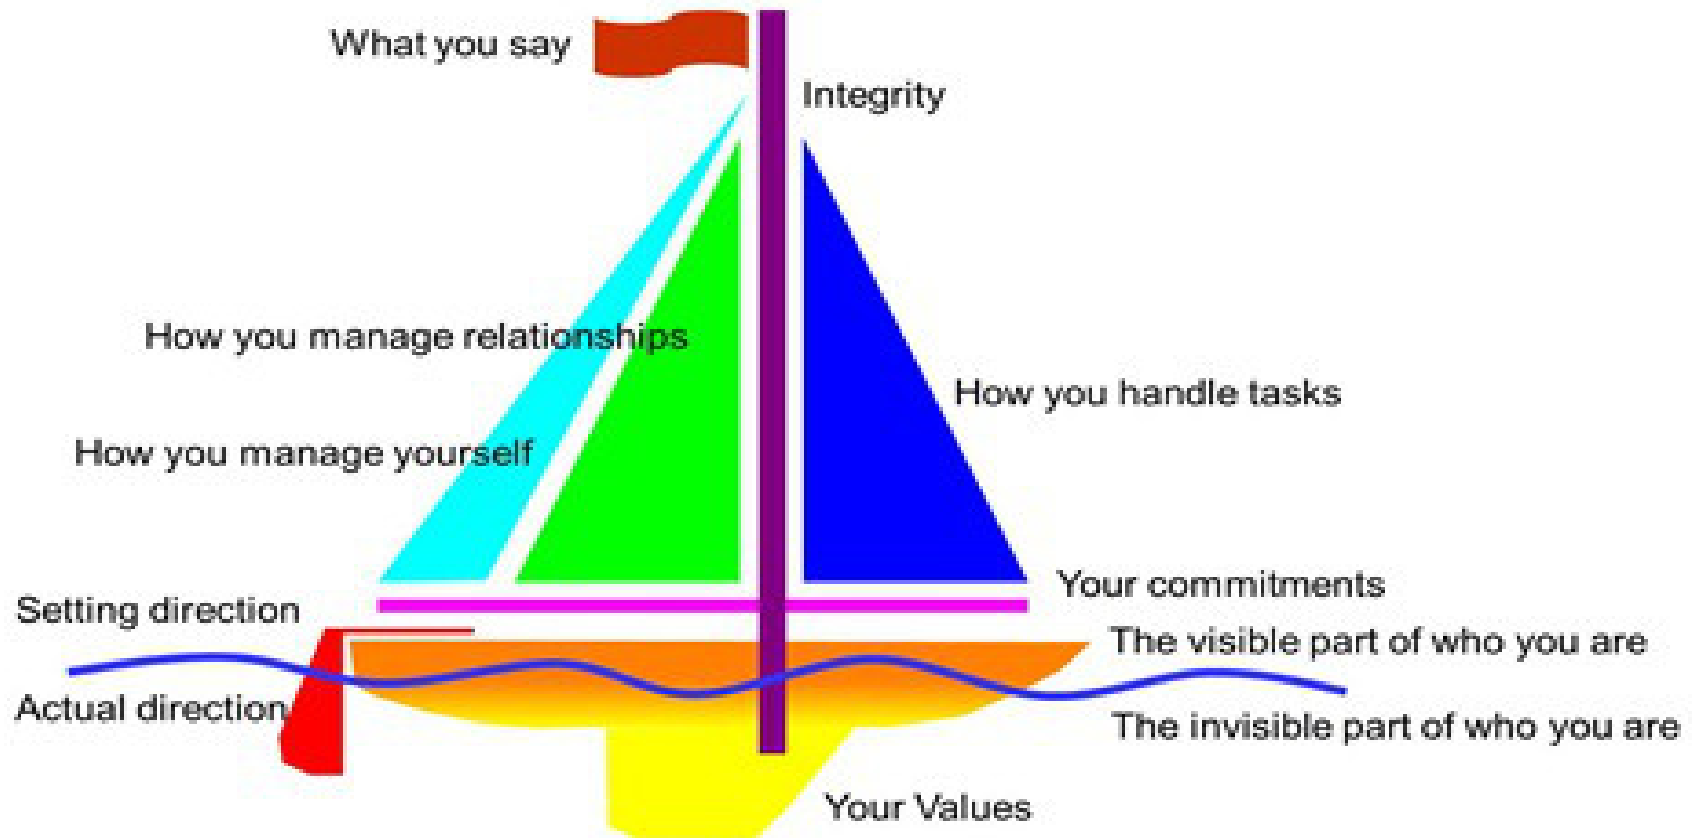 What you say
Integrity
How you manage relationships
How you handle tasks
How you manage yourself
Your commitments
Setting direction
The visible part of who you are
Actual direction
The invisible part of who you are
Your Values